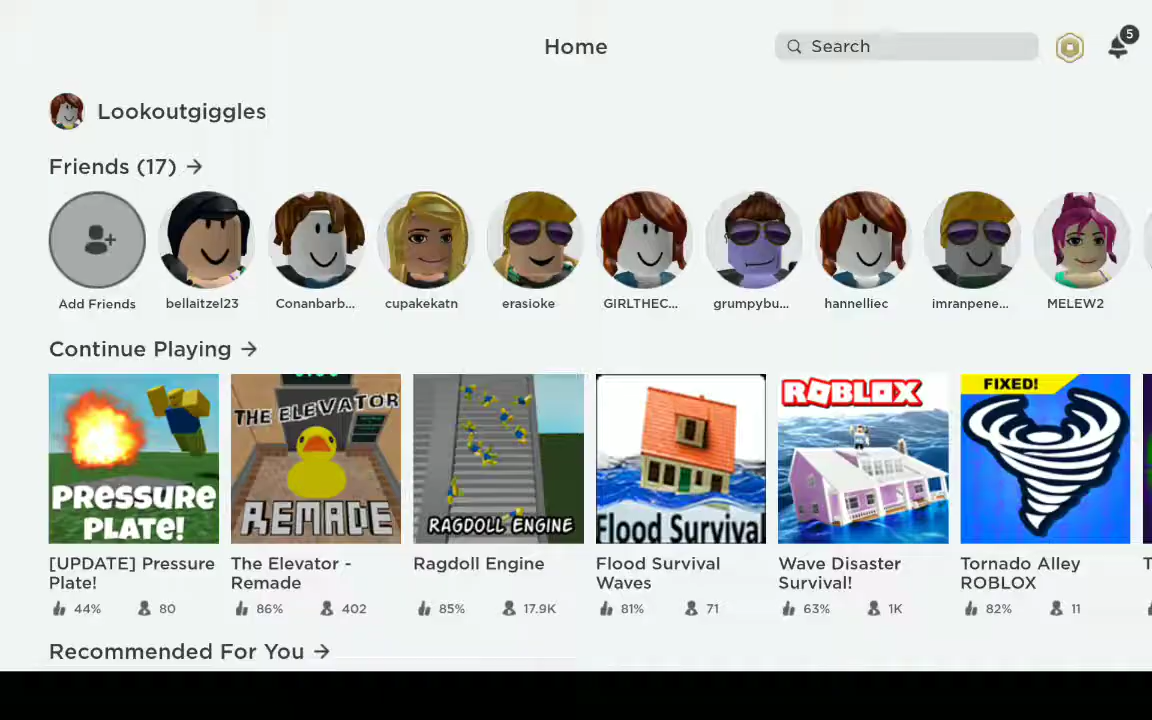 Home
Search
5
Lookoutgiggles
Friends (17) →
Add Friends
bellaitzel23
Conanbarb...
cupakekatn
erasioke
GIRLTHEC...
grumpybu...
hannelliec
imranpene...
MELEW2
Continue Playing →
PRESSURE
PLATE!
THE ELEVATOR
REMADE
RAGDOLL ENGINE
Flood Survival
ROBLOX
FIXED!
[UPDATE] Pressure
Plate!
44% 80
The Elevator -
Remade
86% 402
Ragdoll Engine
85% 17.9K
Flood Survival
Waves
81% 71
Wave Disaster
Survival!
63% 1K
Tornado Alley
ROBLOX
82% 11
Recommended For You →